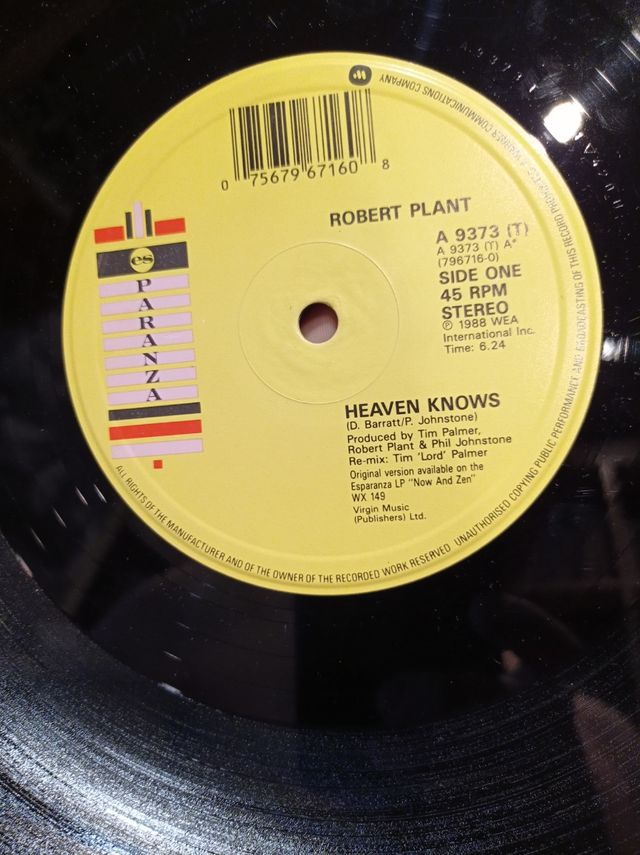 0 75679 67160 8
ROBERT PLANT
A 9373 (T)
A 9373 (T) A*
(796716-0)
SIDE ONE
45 RPM
STEREO
℗ 1988 WEA
International Inc.
Time: 6.24
es
PARANZA
HEAVEN KNOWS
(D. Barratt/P. Johnstone)
Produced by Tim Palmer,
Robert Plant & Phil Johnstone
Re-mix: Tim 'Lord' Palmer
Original version available on the
Esparanza LP "Now And Zen"
WX 149
Virgin Music
(Publishers) Ltd.
ALL RIGHTS OF THE MANUFACTURER AND OF THE OWNER OF THE RECORDED WORK RESERVED UNAUTHORISED COPYING PUBLIC PERFORMANCE AND BROADCASTING OF THIS RECORD PROHIBITED WARNER COMMUNICATIONS COMPANY